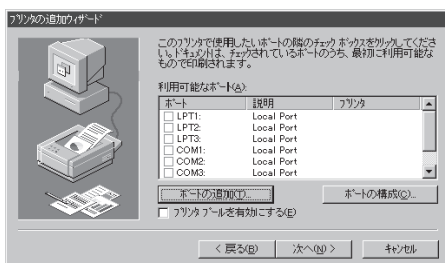 プリンタの追加ウィザード
このプリンタで使用したいポートの隣のチェック ボックスをクリックしてくださ
い。ドキュメントは、チェックされているポートのうち、最初に利用可能な
もので印刷されます。
利用可能なポート(A):
ポート 説明 プリンタ
LPT1: Local Port
LPT2: Local Port
LPT3: Local Port
COM1: Local Port
COM2: Local Port
COM3: Local Port
ポートの追加(T)... ポートの構成(C)...
プリンタ プールを有効にする(E)
< 戻る(B) 次へ(N) > キャンセル